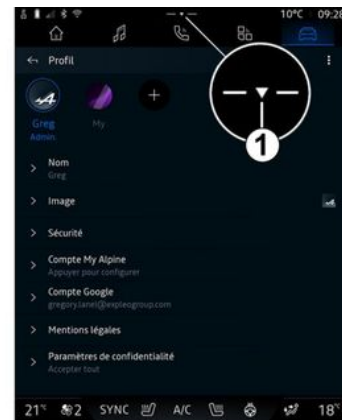 10°C 09:28
Profil
Greg
Admin.
My
1
Nom
Greg
Image
Sécurité
Compte My Alpine
Appuyer pour configurer
Compte Google
gregory.lanel@expleogroup.com
Mentions légales
Paramètres de confidentialité
Accepter tout
21° 2 SYNC A/C 18°